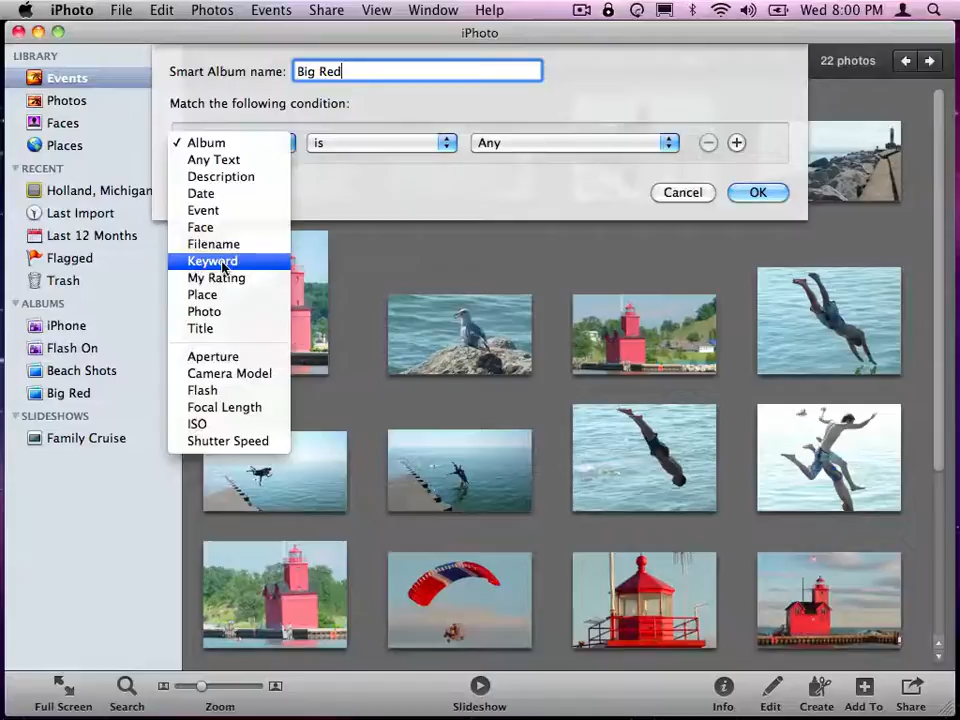 iPhoto File Edit Photos Events Share View Window Help Wed 8:00 PM
iPhoto
LIBRARY
Events
Photos
Faces
Places
RECENT
Holland, Michigan
Last Import
Last 12 Months
Flagged
Trash
ALBUMS
iPhone
Flash On
Beach Shots
Big Red
SLIDESHOWS
Family Cruise
Smart Album name: Big Red
Match the following condition:
✓ Album
Any Text
Description
Date
Event
Face
Filename
Keyword
My Rating
Place
Photo
Title
Aperture
Camera Model
Flash
Focal Length
ISO
Shutter Speed
is
Any
Cancel
OK
22 photos
Full Screen
Search
Zoom
Slideshow
Info
Edit
Create
Add To
Share